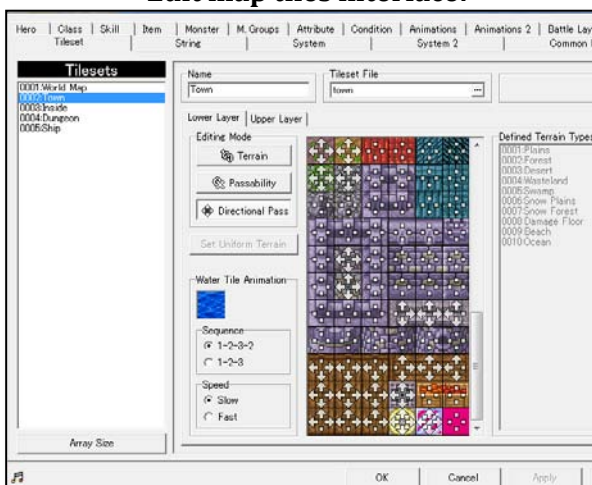 Edit map tiles interface:
Hero Class Skill Item Monster M. Groups Attribute Condition Animations Animations 2 Battle Lay
Tileset String System System 2 Common
Tilesets
0001:World Map
0002:Town
0003:Inside
0004:Dungeon
0005:Ship
Array Size
Name
Town
Tileset File
town
...
Lower Layer Upper Layer
Editing Mode
Terrain
Passability
Directional Pass
Set Uniform Terrain
Water Tile Animation
Sequence
1-2-3-2
1-2-3
Speed
Slow
Fast
Defined Terrain Types
0001:Plains
0002:Forest
0003:Desert
0004:Wasteland
0005:Swamp
0006:Snow Plains
0007:Snow Forest
0008:Damage Floor
0009:Beach
0010:Ocean
OK Cancel Apply